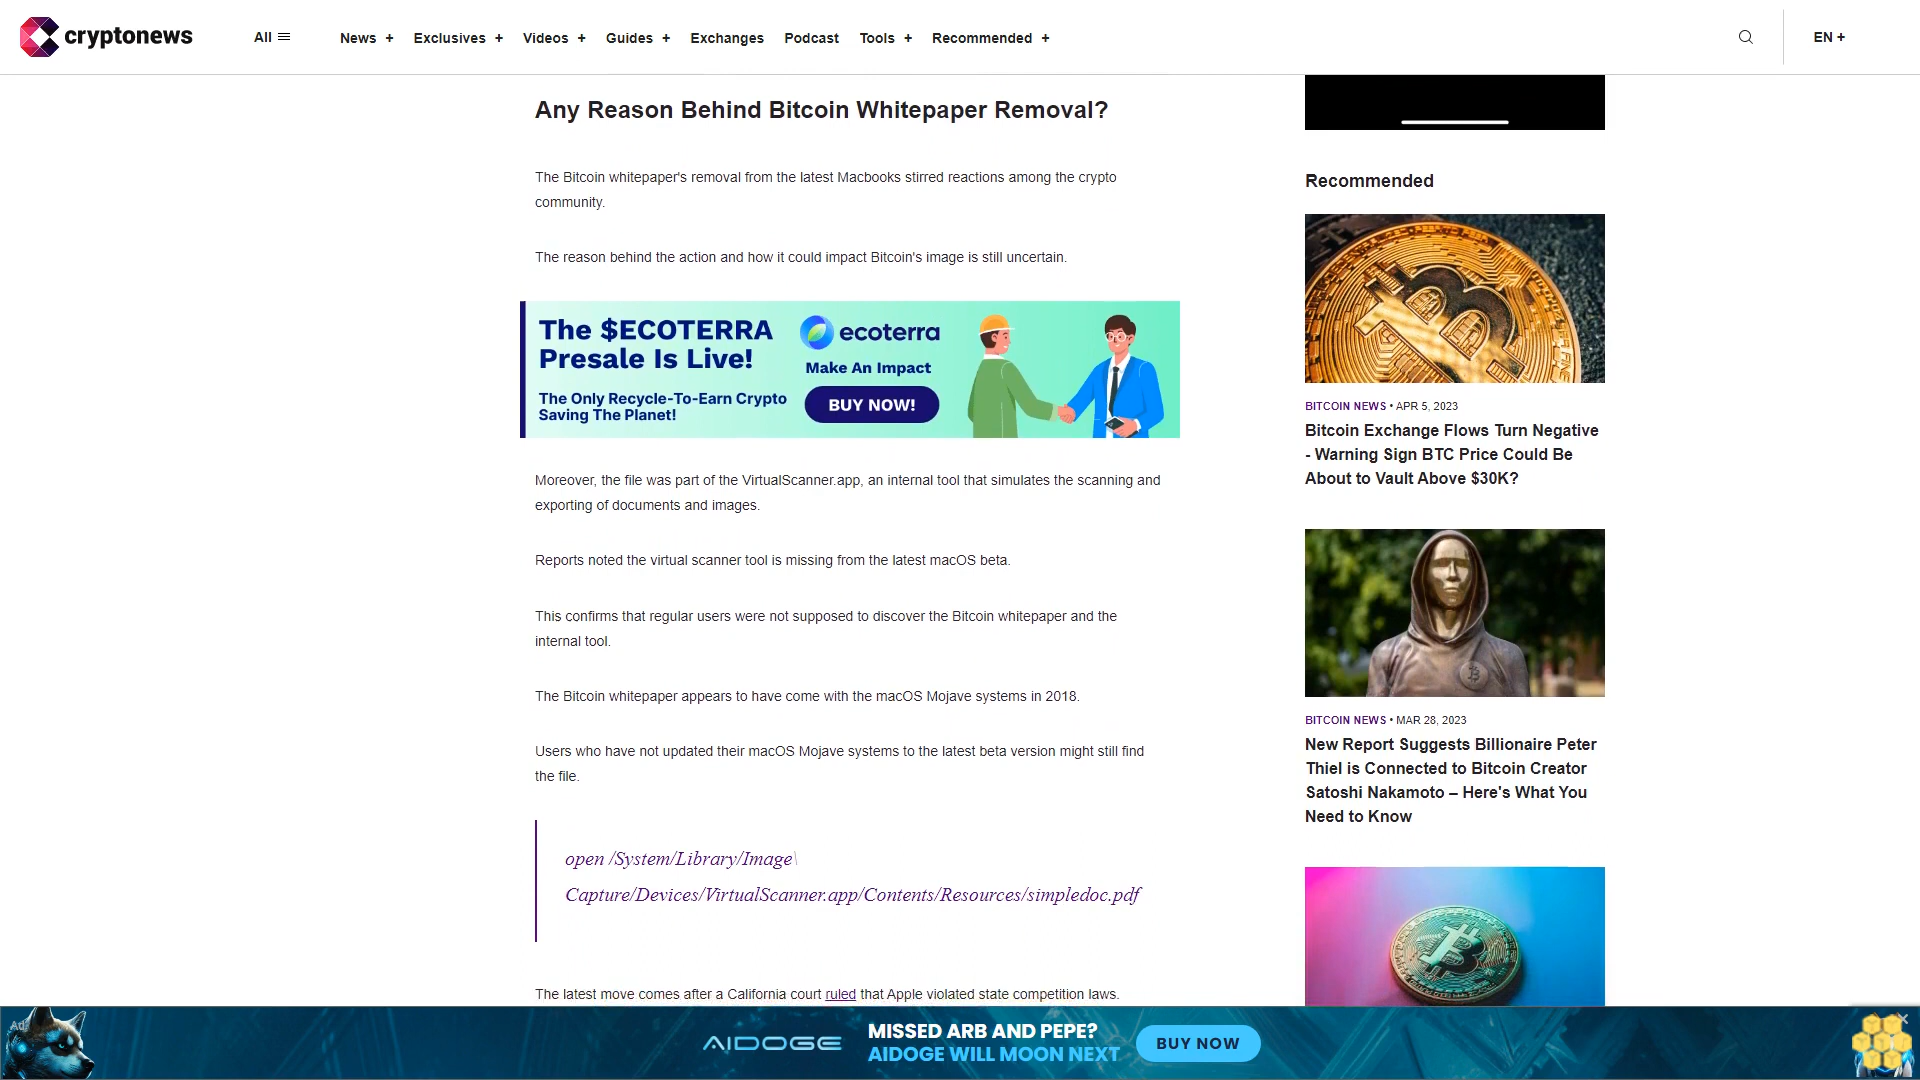 cryptonews
All
News +
Exclusives +
Videos +
Guides +
Exchanges
Podcast
Tools +
Recommended +
EN +
Any Reason Behind Bitcoin Whitepaper Removal?
The Bitcoin whitepaper's removal from the latest Macbooks stirred reactions among the crypto
community.
The reason behind the action and how it could impact Bitcoin's image is still uncertain.
The $ECOTERRA
Presale Is Live!
The Only Recycle-To-Earn Crypto
Saving The Planet!
ecoterra
Make An Impact
BUY NOW!
Moreover, the file was part of the VirtualScanner.app, an internal tool that simulates the scanning and
exporting of documents and images.
Reports noted the virtual scanner tool is missing from the latest macOS beta.
This confirms that regular users were not supposed to discover the Bitcoin whitepaper and the
internal tool.
The Bitcoin whitepaper appears to have come with the macOS Mojave systems in 2018.
Users who have not updated their macOS Mojave systems to the latest beta version might still find
the file.
open /System/Library/Image\
Capture/Devices/VirtualScanner.app/Contents/Resources/simpledoc.pdf
The latest move comes after a California court ruled that Apple violated state competition laws.
Recommended
BITCOIN NEWS • APR 5, 2023
Bitcoin Exchange Flows Turn Negative
- Warning Sign BTC Price Could Be
About to Vault Above $30K?
BITCOIN NEWS • MAR 28, 2023
New Report Suggests Billionaire Peter
Thiel is Connected to Bitcoin Creator
Satoshi Nakamoto – Here's What You
Need to Know
Ad
AIDOGE
MISSED ARB AND PEPE?
AIDOGE WILL MOON NEXT
BUY NOW